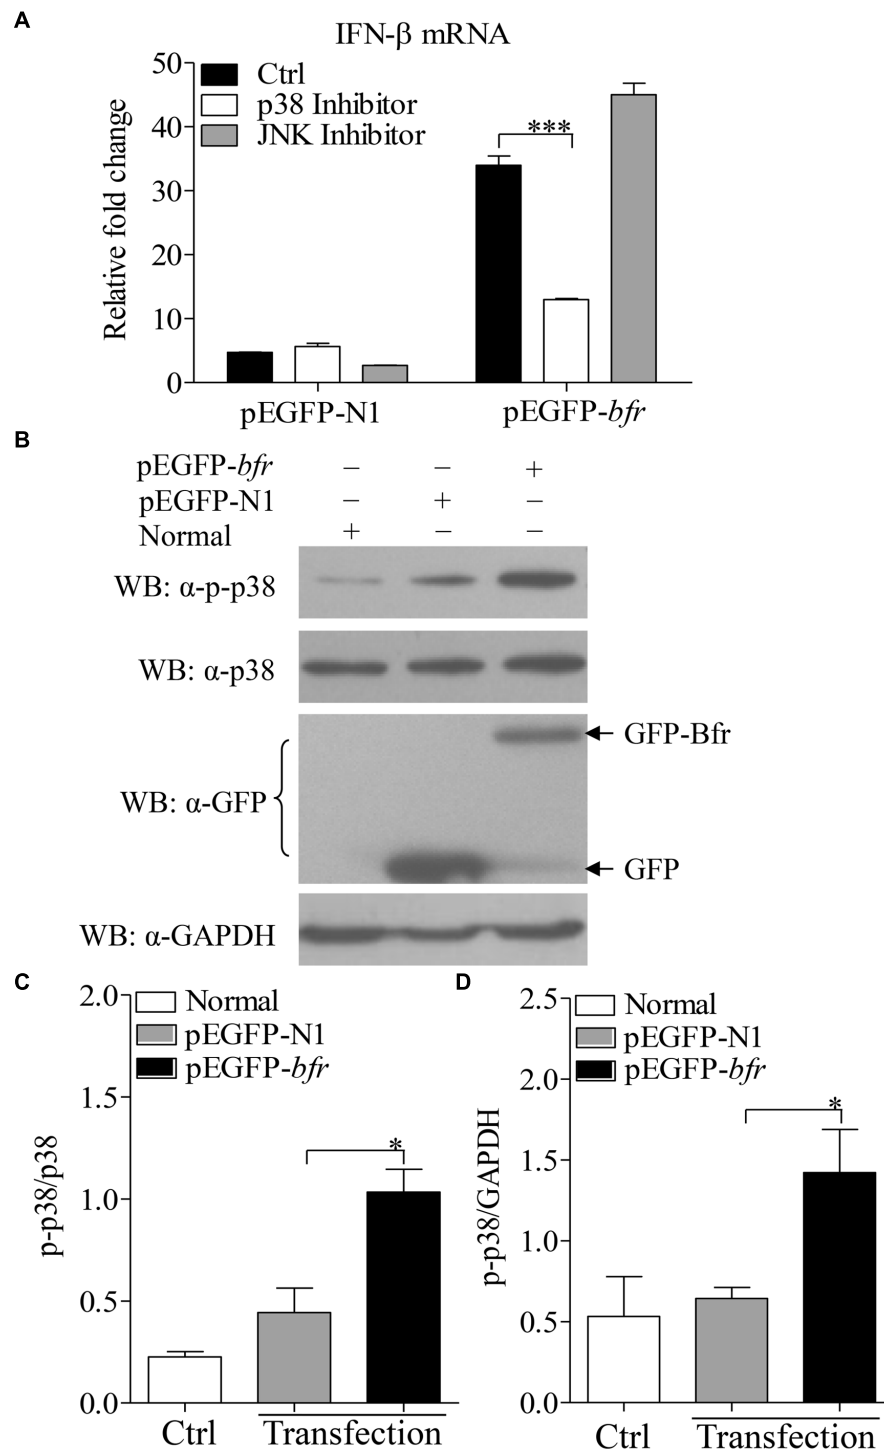 A
IFN-β mRNA
Relative fold change
50
40
30
20
10
0
Ctrl
p38 Inhibitor
JNK Inhibitor
***
pEGFP-N1
pEGFP-bfr
B
pEGFP-bfr − − +
pEGFP-N1 − + −
Normal + − −
WB: α-p-p38
WB: α-p38
WB: α-GFP
GFP-Bfr
GFP
WB: α-GAPDH
C
p-p38/p38
2.0
1.5
1.0
0.5
0.0
Normal
pEGFP-N1
pEGFP-bfr
*
Ctrl
Transfection
D
p-p38/GAPDH
2.5
2.0
1.5
1.0
0.5
0.0
Normal
pEGFP-N1
pEGFP-bfr
*
Ctrl
Transfection